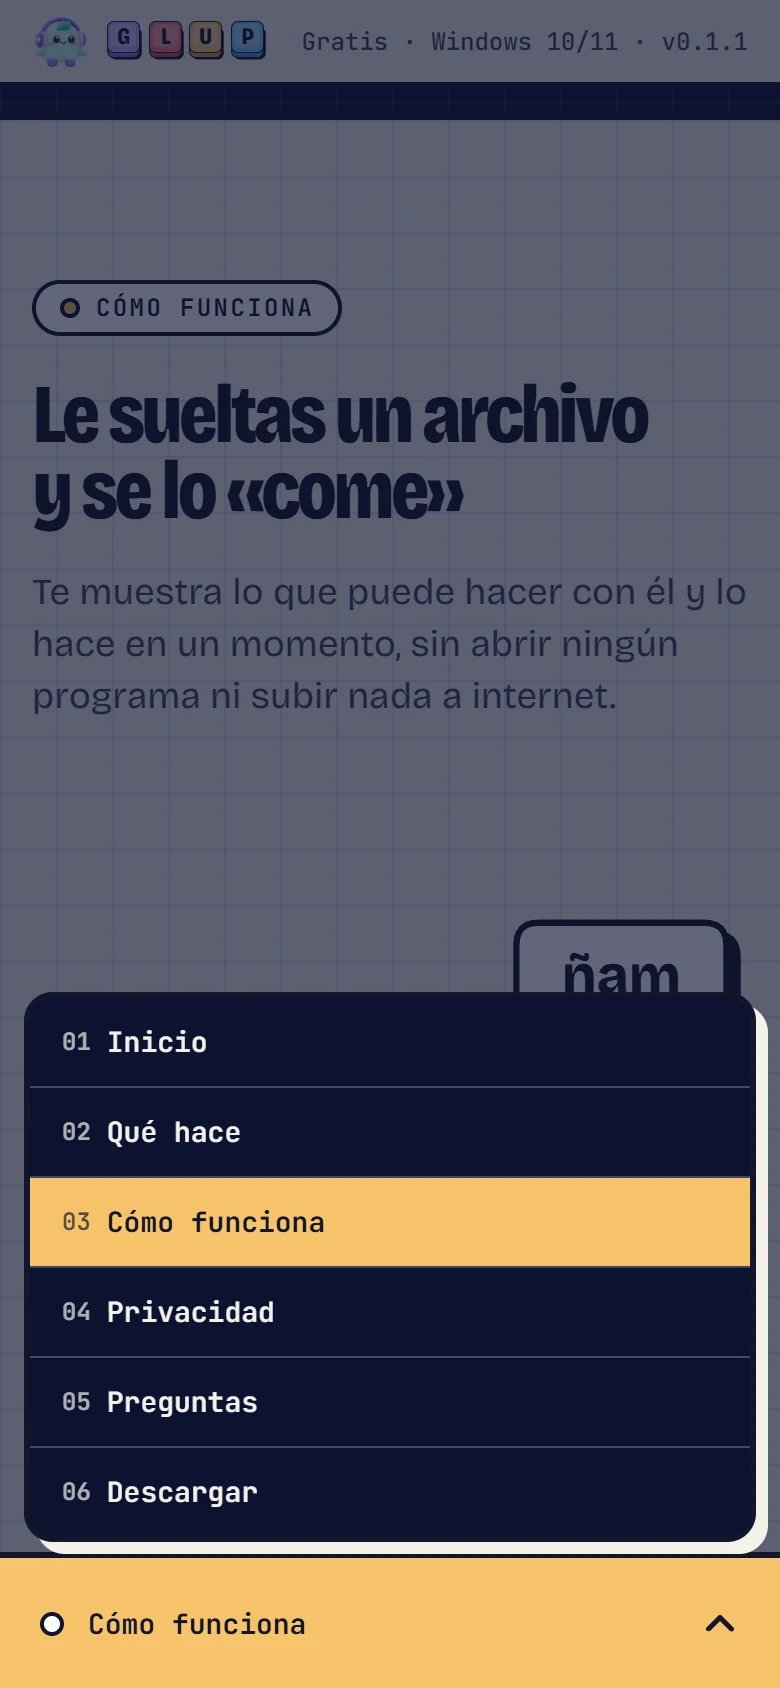 GLUP
Gratis · Windows 10/11 · v0.1.1
CÓMO FUNCIONA
Le sueltas un archivo
y se lo «come»
Te muestra lo que puede hacer con él y lo
hace en un momento, sin abrir ningún
programa ni subir nada a internet.
ñam
01 Inicio
02 Qué hace
03 Cómo funciona
04 Privacidad
05 Preguntas
06 Descargar
Cómo funciona